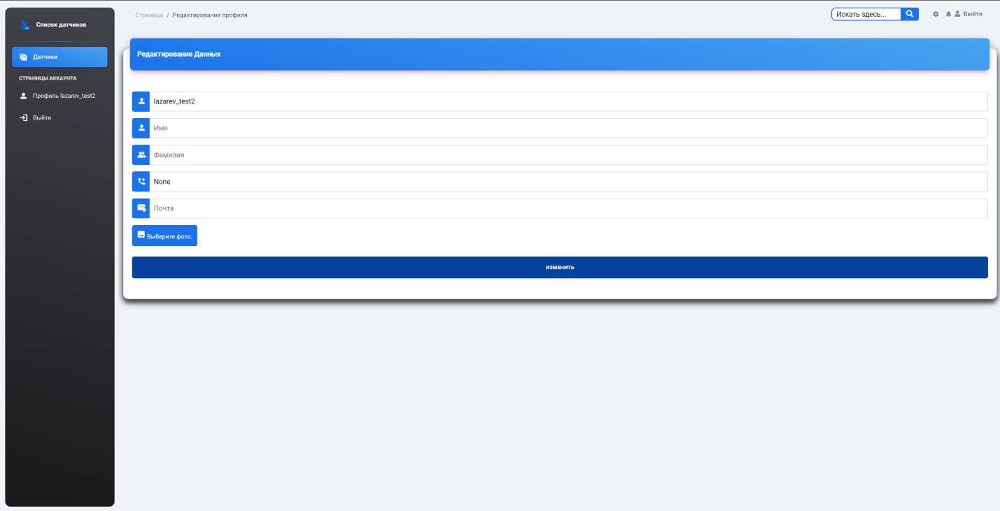 Список датчиков
Датчики
СТРАНИЦЫ АККАУНТА
Профиль lazarev_test2
Выйти
Страница / Редактирование профиля
Искать здесь...
Выйти
Редактирование Данных
lazarev_test2
Имя
Фамилия
None
Почта
Выберите фото.
ИЗМЕНИТЬ